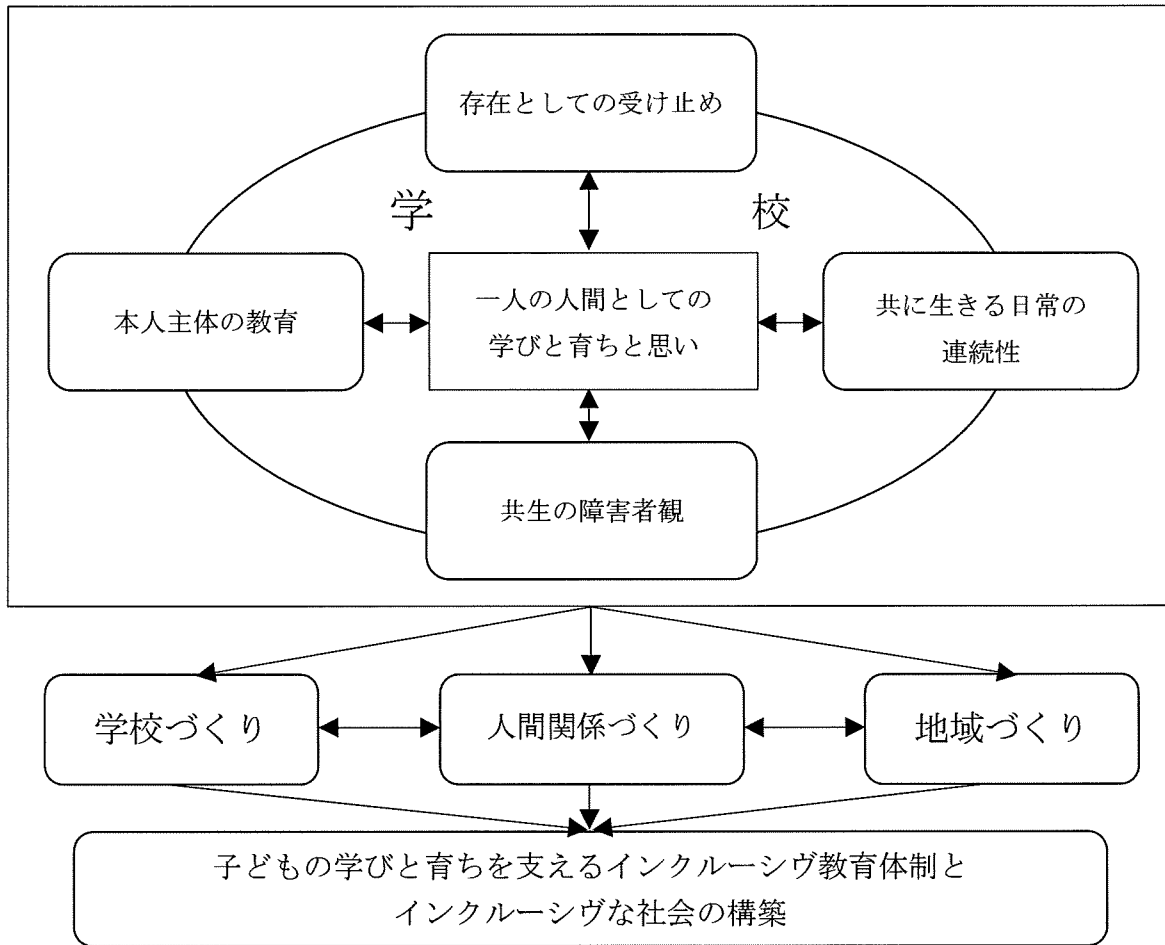 存在としての受け止め
学 校
本人主体の教育
一人の人間としての
学びと育ちと思い
共に生きる日常の
連続性
共生の障害者観
学校づくり
人間関係づくり
地域づくり
子どもの学びと育ちを支えるインクルーシヴ教育体制と
インクルーシヴな社会の構築